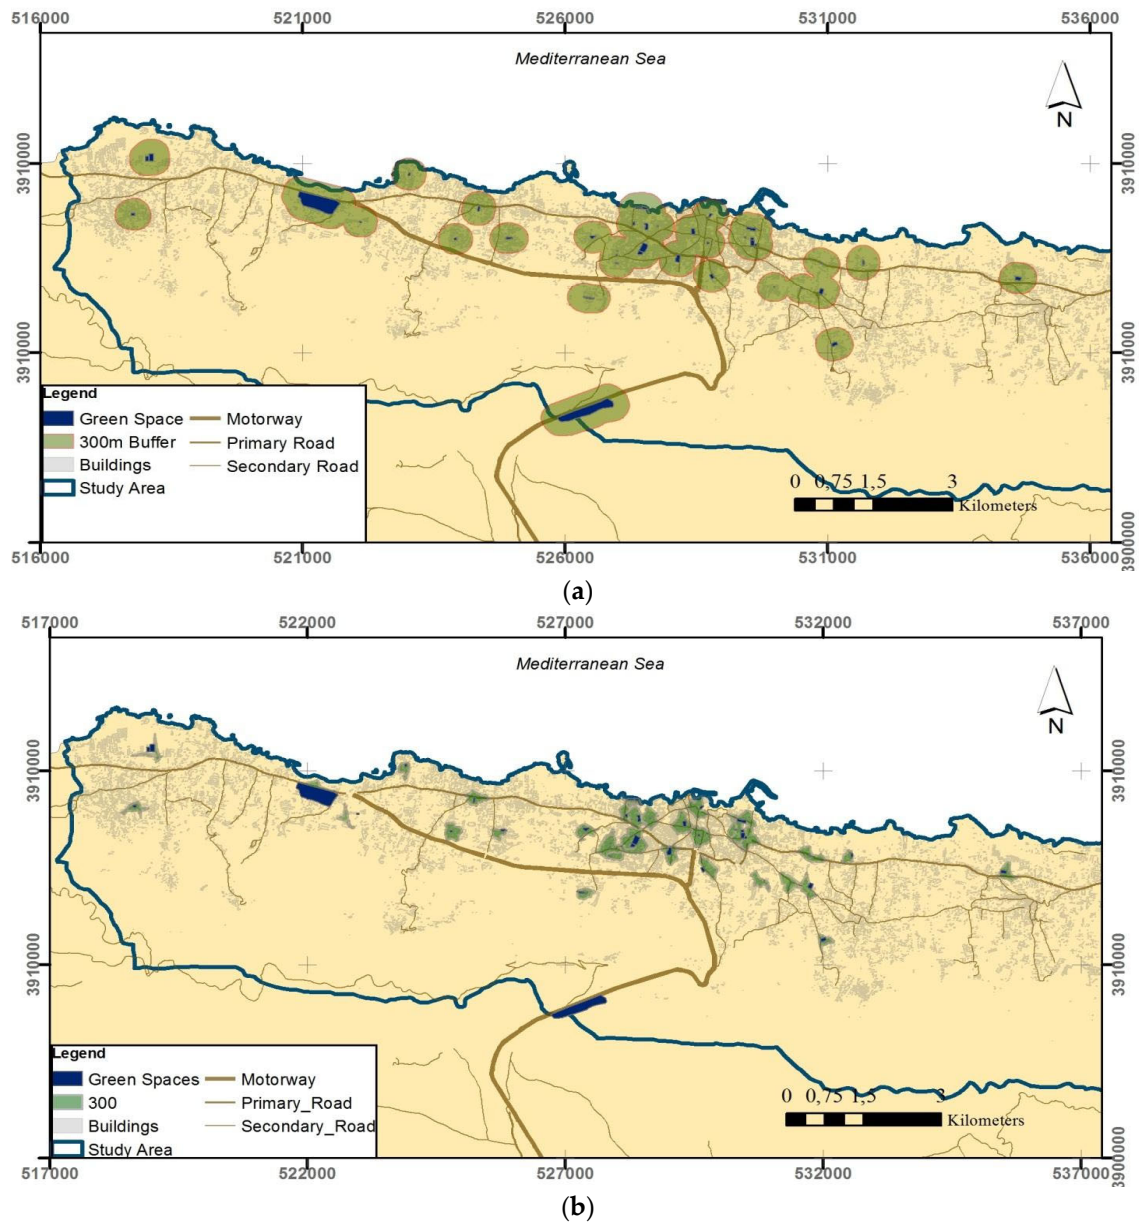 516000 521000 526000 531000 536000
Mediterranean Sea
N
3910000 3910000
3910000 3910000
Legend
Green Space Motorway
300m Buffer Primary Road
Buildings Secondary Road
Study Area
0 0,75 1,5 3
Kilometers
3900000
516000 521000 526000 531000 536000
(a)
517000 522000 527000 532000 537000
Mediterranean Sea
N
3910000 3910000
3910000 3910000
Legend
Green Spaces Motorway
300 Primary_Road
Buildings Secondary_Road
Study Area
0 0,75 1,5 3
Kilometers
3900000
517000 522000 527000 532000 537000
(b)